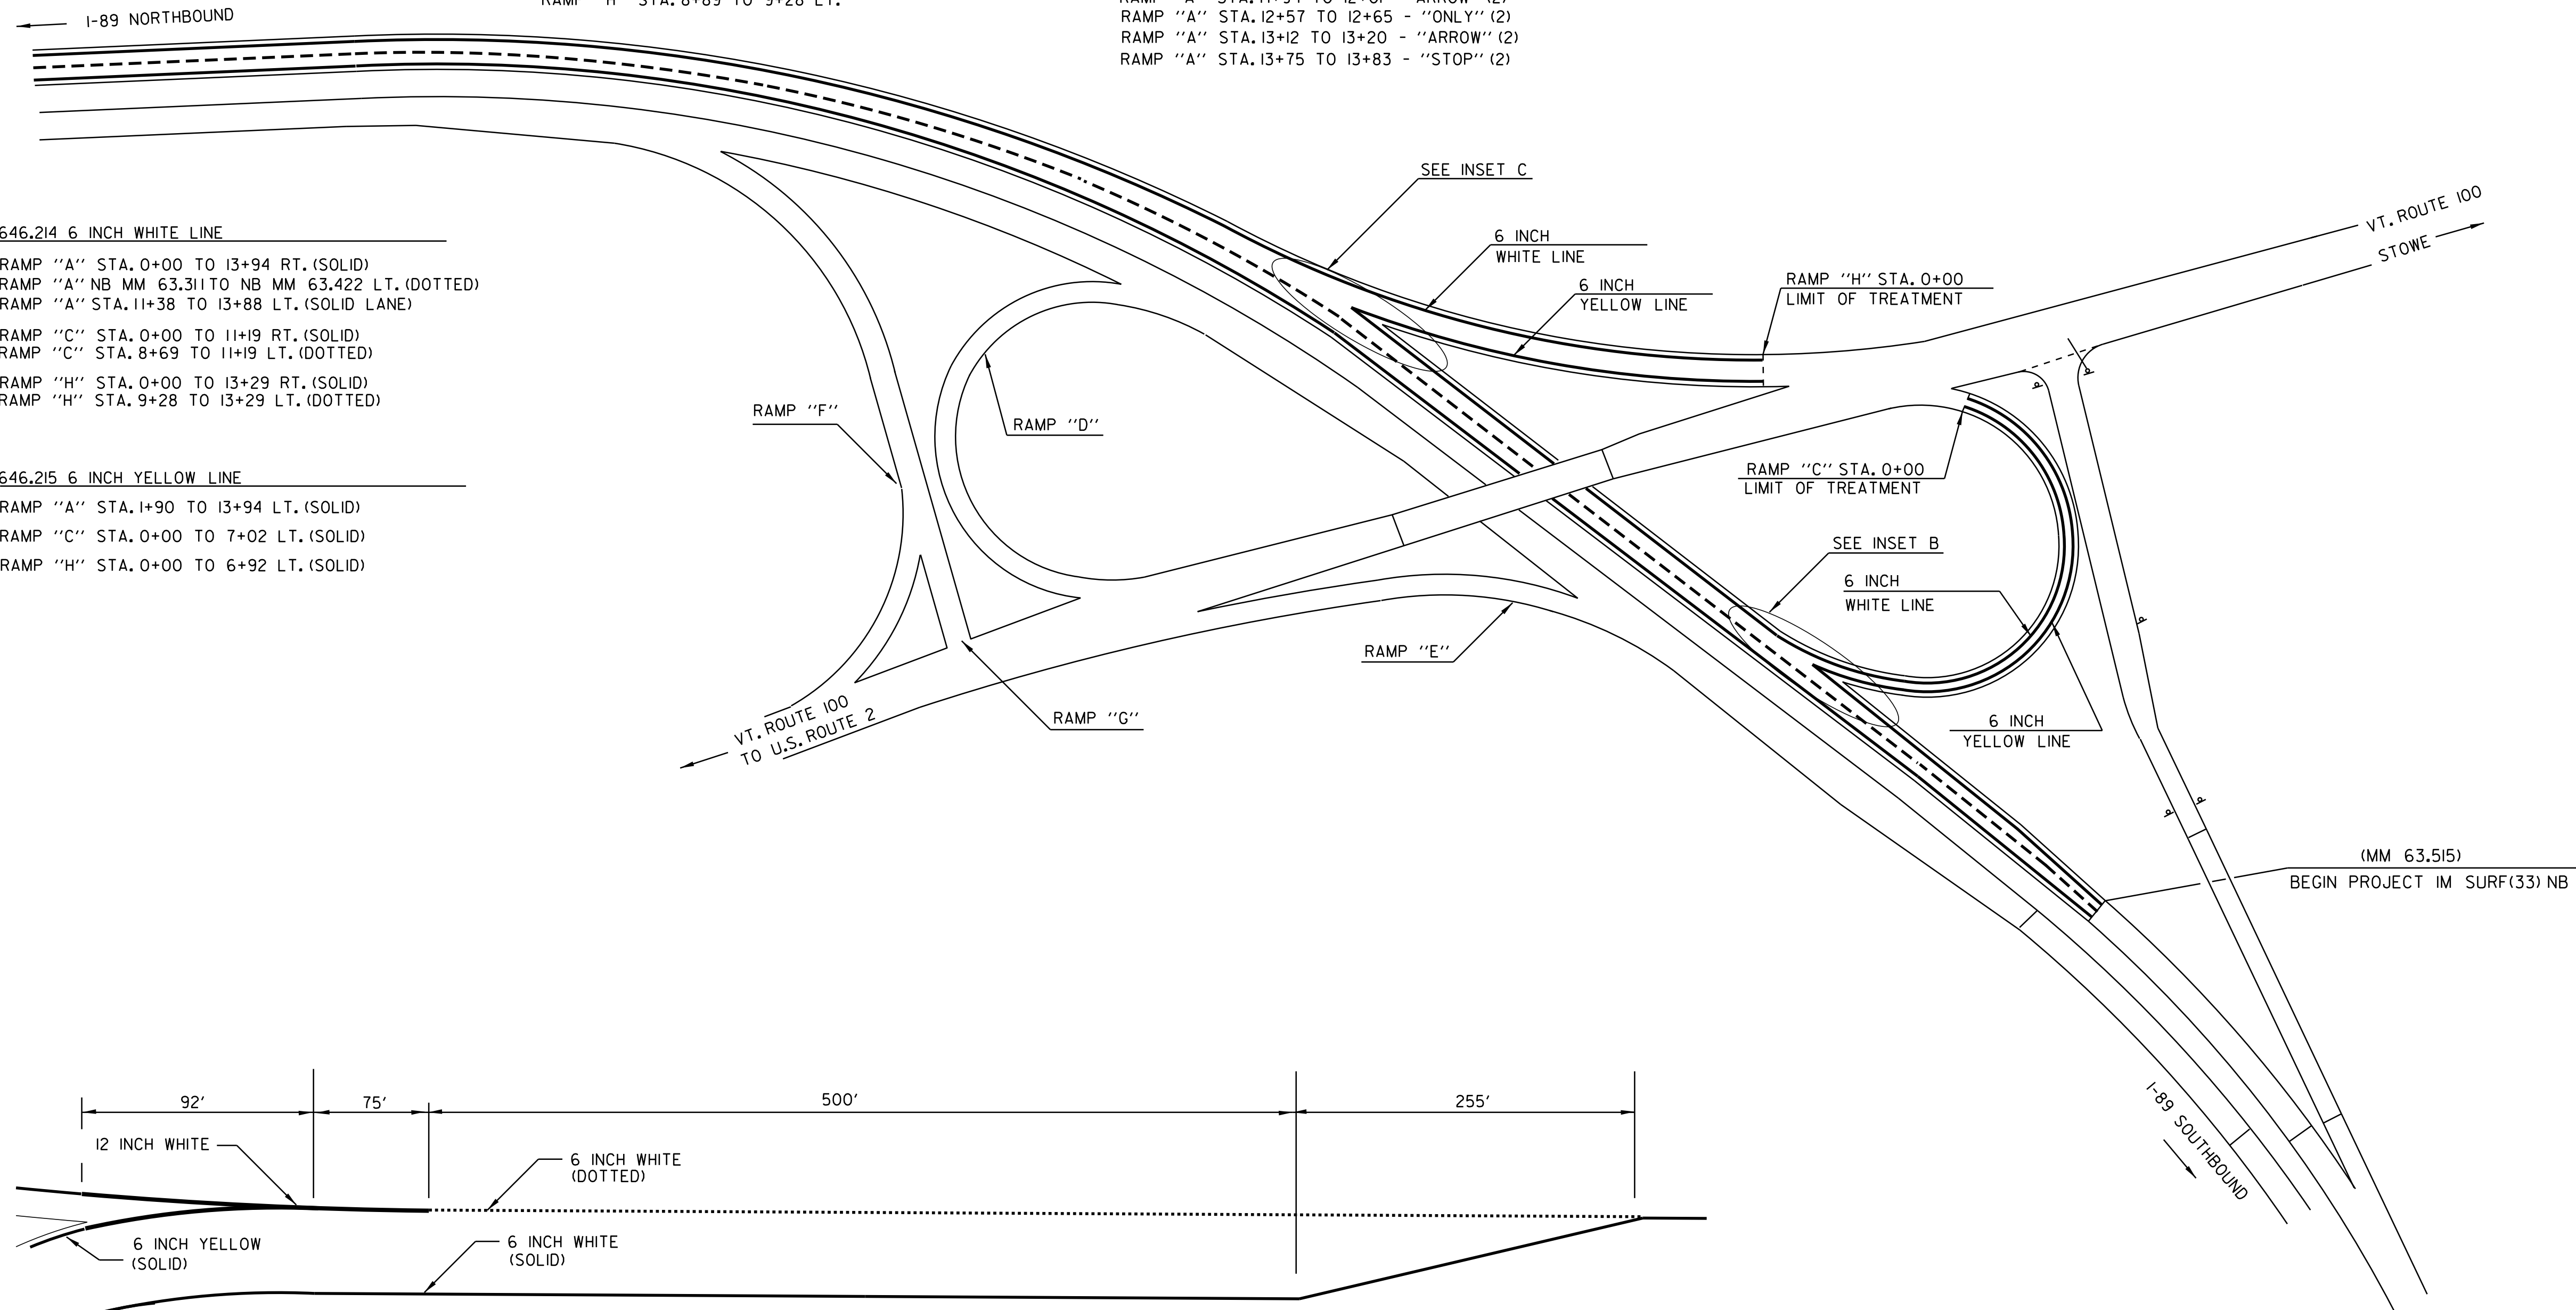 RAMP "H" STA. 8+89 TO 9+28 LT.
RAMP "A" STA. 12+57 TO 12+65 - "ONLY" (2)
RAMP "A" STA. 13+12 TO 13+20 - "ARROW" (2)
RAMP "A" STA. 13+75 TO 13+83 - "STOP" (2)
I-89 NORTHBOUND
SEE INSET C
6 INCH
WHITE LINE
6 INCH
YELLOW LINE
RAMP "H" STA. 0+00
LIMIT OF TREATMENT
VT. ROUTE 100
STOWE
646.214 6 INCH WHITE LINE
RAMP "A" STA. 0+00 TO 13+94 RT. (SOLID)
RAMP "A" NB MM 63.311 TO NB MM 63.422 LT. (DOTTED)
RAMP "A" STA. 11+38 TO 13+88 LT. (SOLID LANE)
RAMP "C" STA. 0+00 TO 11+19 RT. (SOLID)
RAMP "C" STA. 8+69 TO 11+19 LT. (DOTTED)
RAMP "H" STA. 0+00 TO 13+29 RT. (SOLID)
RAMP "H" STA. 9+28 TO 13+29 LT. (DOTTED)
646.215 6 INCH YELLOW LINE
RAMP "A" STA. 1+90 TO 13+94 LT. (SOLID)
RAMP "C" STA. 0+00 TO 7+02 LT. (SOLID)
RAMP "H" STA. 0+00 TO 6+92 LT. (SOLID)
RAMP "F"
RAMP "D"
RAMP "C" STA. 0+00
LIMIT OF TREATMENT
SEE INSET B
6 INCH
WHITE LINE
RAMP "E"
RAMP "G"
6 INCH
YELLOW LINE
VT. ROUTE 100
TO U.S. ROUTE 2
(MM 63.515)
BEGIN PROJECT IM SURF(33) NB
I-89 SOUTHBOUND
92'
75'
500'
255'
12 INCH WHITE
6 INCH WHITE
(DOTTED)
6 INCH YELLOW
(SOLID)
6 INCH WHITE
(SOLID)